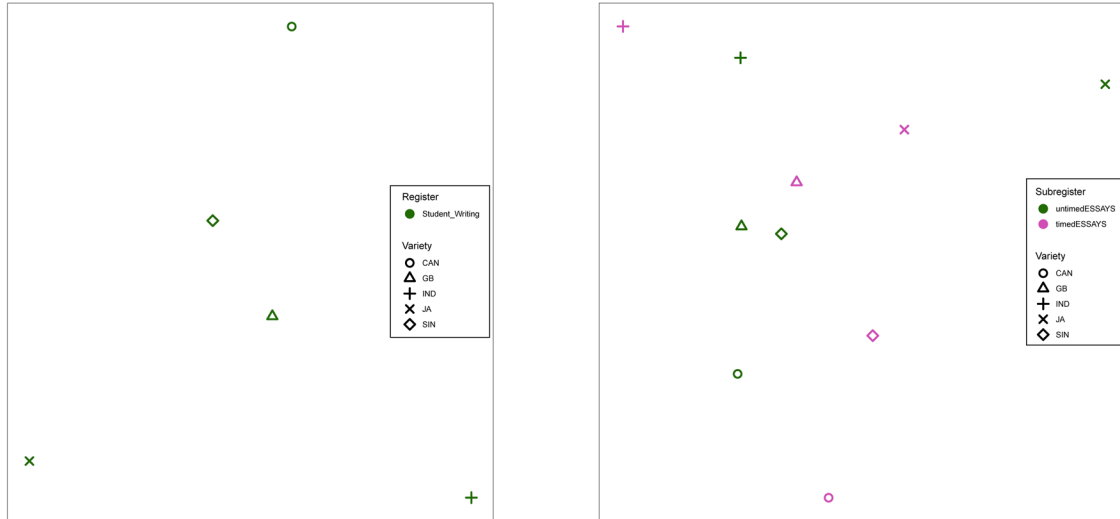 Register
Student_Writing
Variety
CAN
GB
IND
JA
SIN
Subregister
untimedESSAYS
timedESSAYS
Variety
CAN
GB
IND
JA
SIN